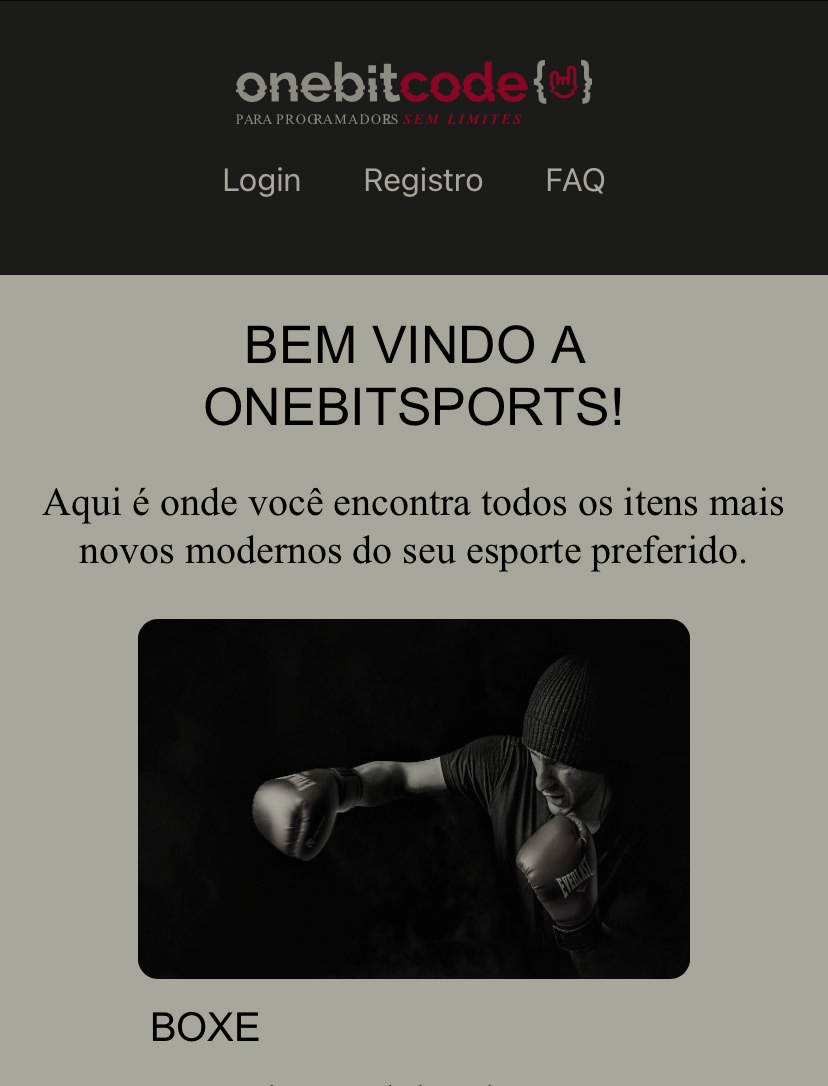 onebitcode{}
PARA PROGRAMADORS SEM LIMITES
Login Registro FAQ
BEM VINDO A
ONEBITSPORTS!
Aqui é onde você encontra todos os itens mais
novos modernos do seu esporte preferido.
EVERLAST
BOXE